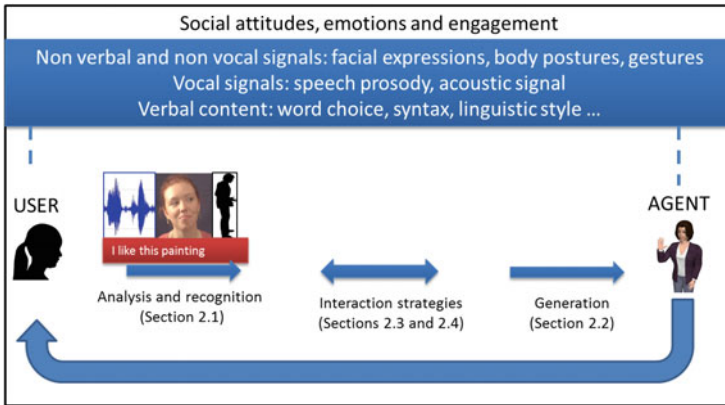 Social attitudes, emotions and engagement
Non verbal and non vocal signals: facial expressions, body postures, gestures
Vocal signals: speech prosody, acoustic signal
Verbal content: word choice, syntax, linguistic style ...
USER
AGENT
I like this painting
Analysis and recognition
(Section 2.1)
Interaction strategies
(Sections 2.3 and 2.4)
Generation
(Section 2.2)